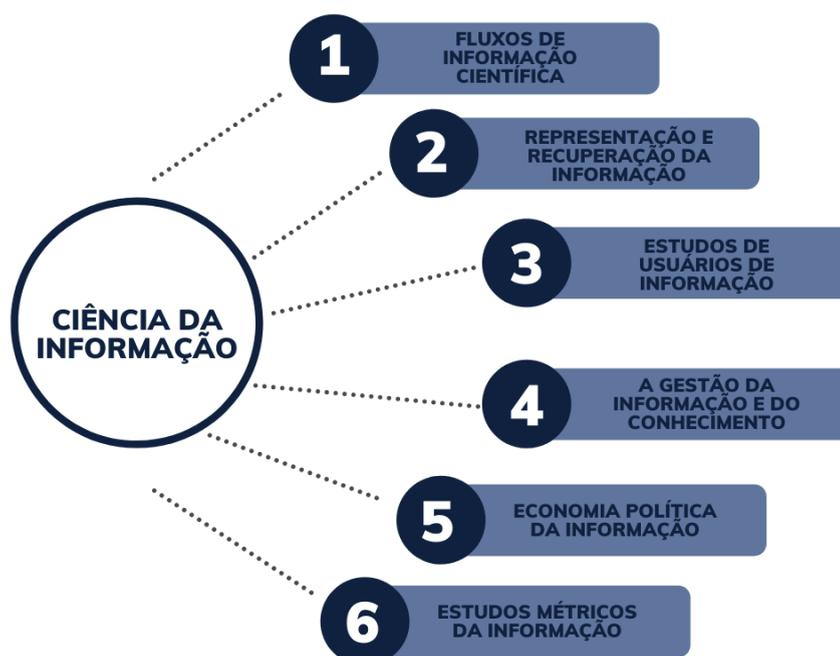 1
FLUXOS DE
INFORMAÇÃO
CIENTÍFICA
2
REPRESENTAÇÃO E
RECUPERAÇÃO DA
INFORMAÇÃO
3
ESTUDOS DE
USUÁRIOS DE
INFORMAÇÃO
CIÊNCIA DA
INFORMAÇÃO
4
A GESTÃO DA
INFORMAÇÃO E DO
CONHECIMENTO
5
ECONOMIA POLÍTICA
DA INFORMAÇÃO
6
ESTUDOS MÉTRICOS
DA INFORMAÇÃO